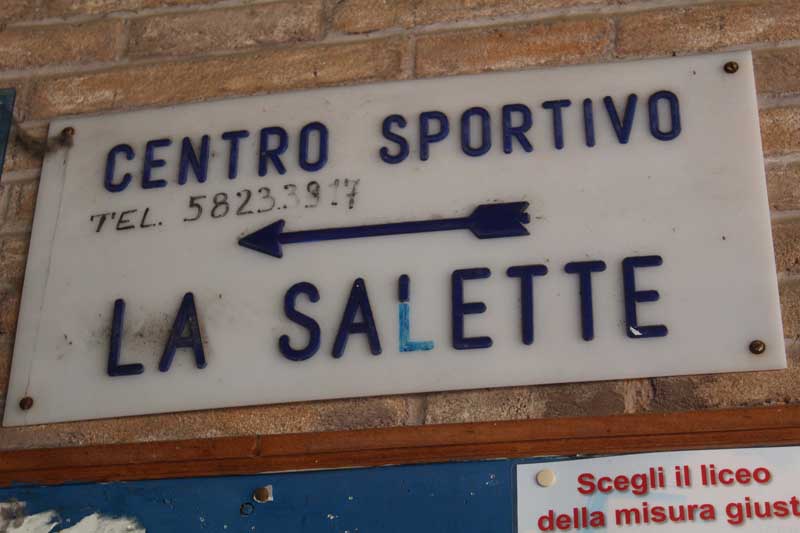 CENTRO SPORTIVO
TEL. 5823.3917
LA SALETTE
Scegli il liceo
della misura giust